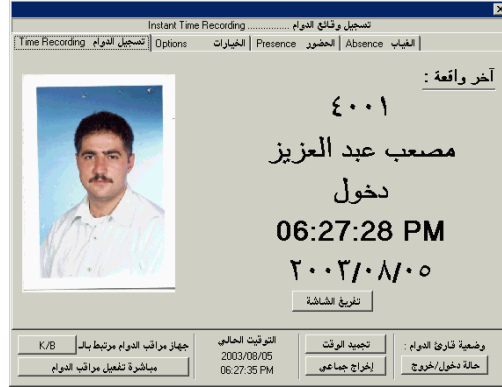 تسجيل وقائع الدوام ................ Instant Time Recording
Time Recording تسجيل الدوام
Options الخيارات
Presence الحضور
Absence الغياب
آخر واقعة :
٤٠٠١
مصعب عبد العزيز
دخول
06:27:28 PM
٢٠٠٣/٠٨/٠٥
تفريغ الشاشة
وضعية قارئ الدوام :
حالة دخول/خروج
تجميد الوقت
إخراج جماعي
التوقيت الحالي
2003/08/05
06:27:35 PM
جهاز مراقب الدوام مرتبط بالـ
K/B
مباشرة تفعيل مراقب الدوام